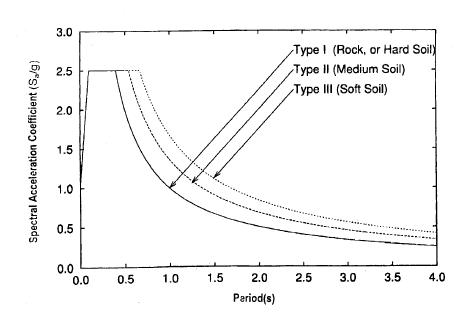 3.0
2.5
2.0
1.5
1.0
0.5
0.0
Spectral Acceleration Coefficient (Sa/g)
Type I (Rock, or Hard Soil)
Type II (Medium Soil)
Type III (Soft Soil)
0.0 0.5 1.0 1.5 2.0 2.5 3.0 3.5 4.0
Period(s)